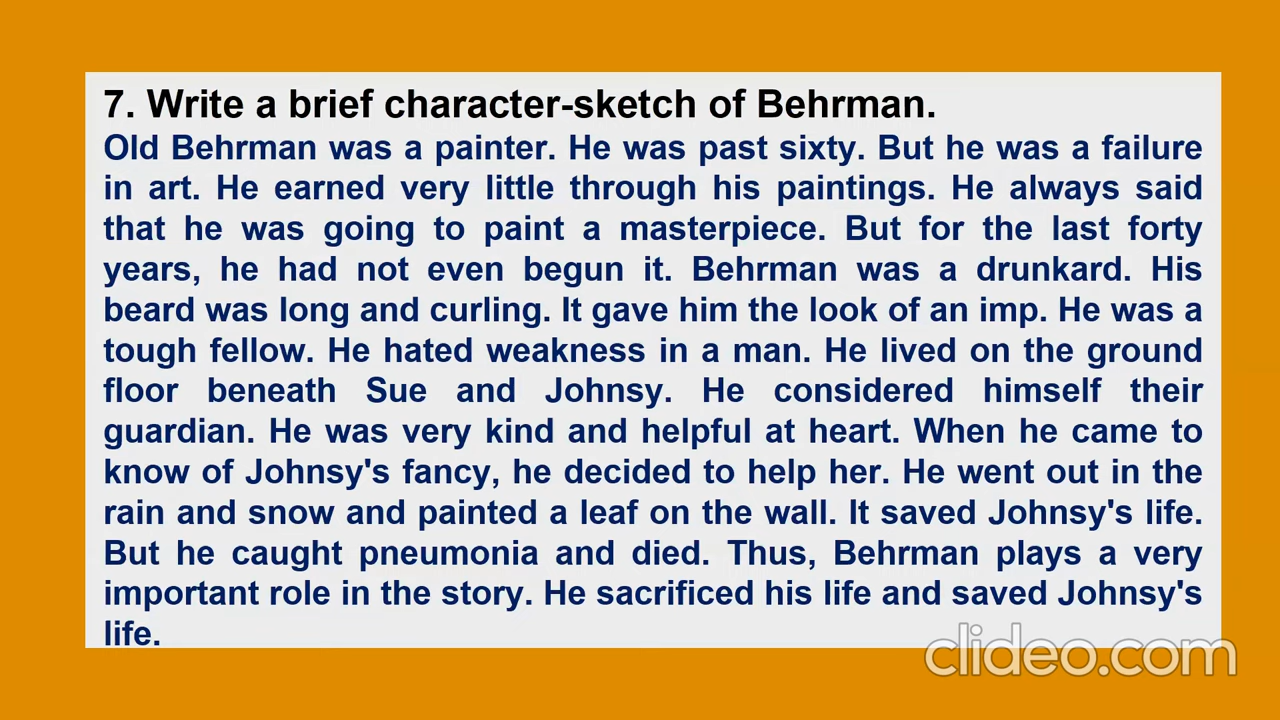 7. Write a brief character-sketch of Behrman.
Old Behrman was a painter. He was past sixty. But he was a failure
in art. He earned very little through his paintings. He always said
that he was going to paint a masterpiece. But for the last forty
years, he had not even begun it. Behrman was a drunkard. His
beard was long and curling. It gave him the look of an imp. He was a
tough fellow. He hated weakness in a man. He lived on the ground
floor beneath Sue and Johnsy. He considered himself their
guardian. He was very kind and helpful at heart. When he came to
know of Johnsy's fancy, he decided to help her. He went out in the
rain and snow and painted a leaf on the wall. It saved Johnsy's life.
But he caught pneumonia and died. Thus, Behrman plays a very
important role in the story. He sacrificed his life and saved Johnsy's
life.
clideo.com